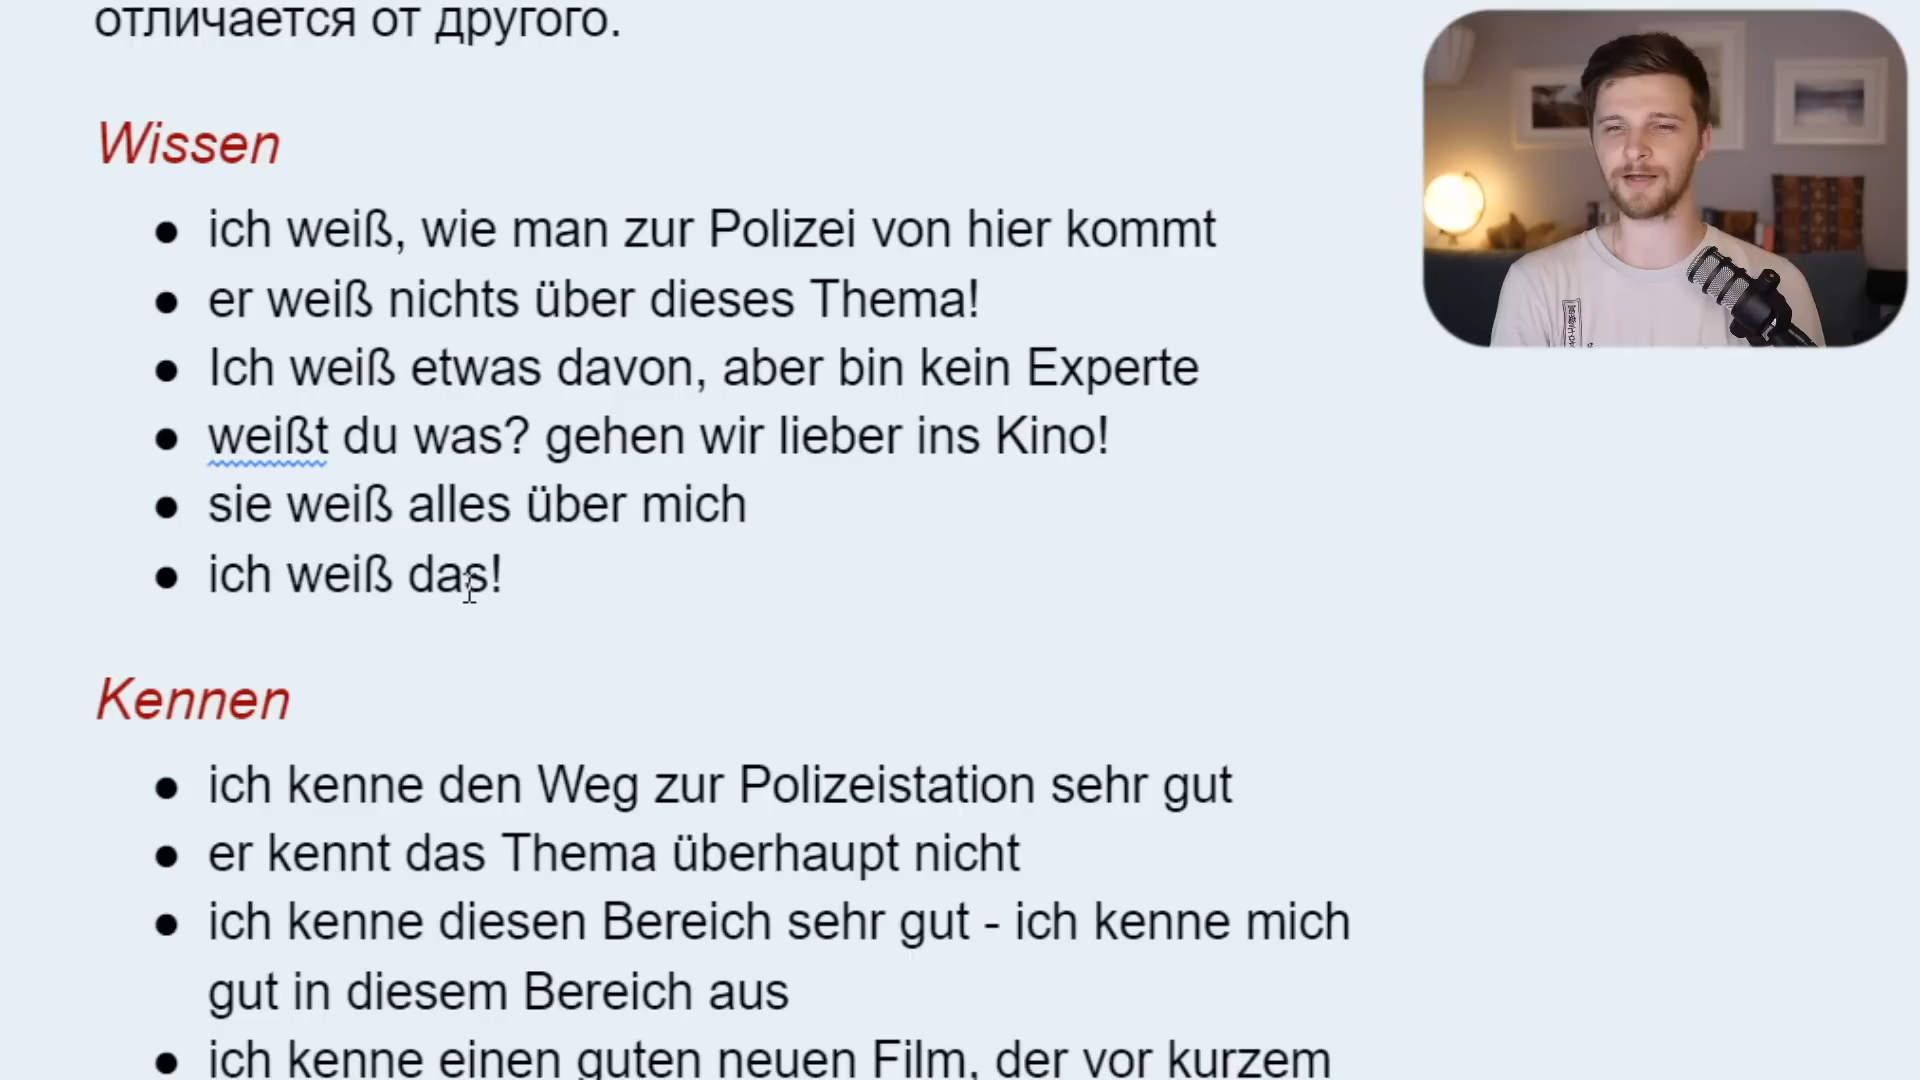 отличается от другого.
Wissen
● ich weiß, wie man zur Polizei von hier kommt
● er weiß nichts über dieses Thema!
● Ich weiß etwas davon, aber bin kein Experte
● weißt du was? gehen wir lieber ins Kino!
● sie weiß alles über mich
● ich weiß das!
Kennen
● ich kenne den Weg zur Polizeistation sehr gut
● er kennt das Thema überhaupt nicht
● ich kenne diesen Bereich sehr gut - ich kenne mich
gut in diesem Bereich aus
● ich kenne einen guten neuen Film, der vor kurzem